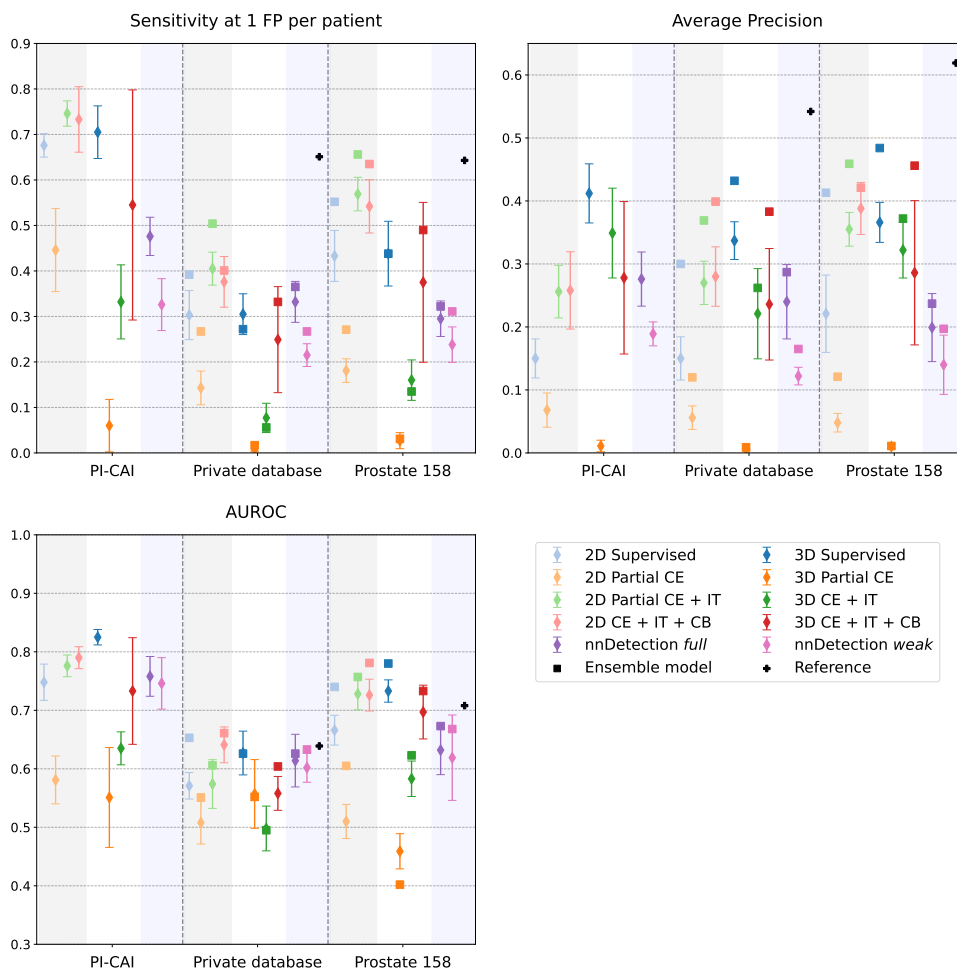 Sensitivity at 1 FP per patient
0.9
0.8
0.7
0.6
0.5
0.4
0.3
0.2
0.1
0.0
PI-CAI Private database Prostate 158
Average Precision
0.6
0.5
0.4
0.3
0.2
0.1
0.0
PI-CAI Private database Prostate 158
AUROC
1.0
0.9
0.8
0.7
0.6
0.5
0.4
0.3
PI-CAI Private database Prostate 158
2D Supervised
2D Partial CE
2D Partial CE + IT
2D CE + IT + CB
nnDetection full
Ensemble model
3D Supervised
3D Partial CE
3D CE + IT
3D CE + IT + CB
nnDetection weak
Reference